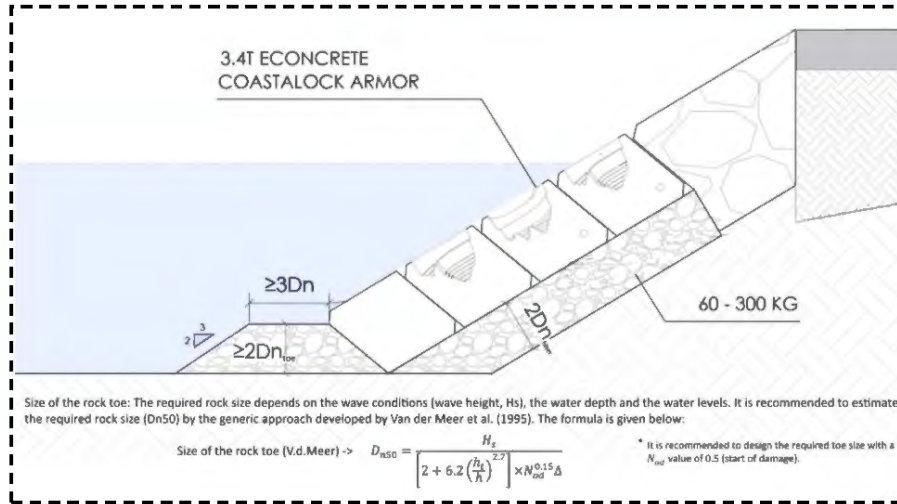 3.4T ECONCRETE
COASTALOCK ARMOR
≥3Dn
3
2
≥2Dn toe
2Dn
60 - 300 KG
Size of the rock toe: The required rock size depends on the wave conditions (wave height, Hs), the water depth and the water levels. It is recommended to estimate
the required rock size (Dn50) by the generic approach developed by Van der Meer et al. (1995). The formula is given below:
Size of the rock toe (V.d.Meer) -> D_n50 = H_s / [2 + 6.2 (h_t/h)^2.7] × N_od^0.15 Δ
* It is recommended to design the required toe size with a
N_od value of 0.5 (start of damage).